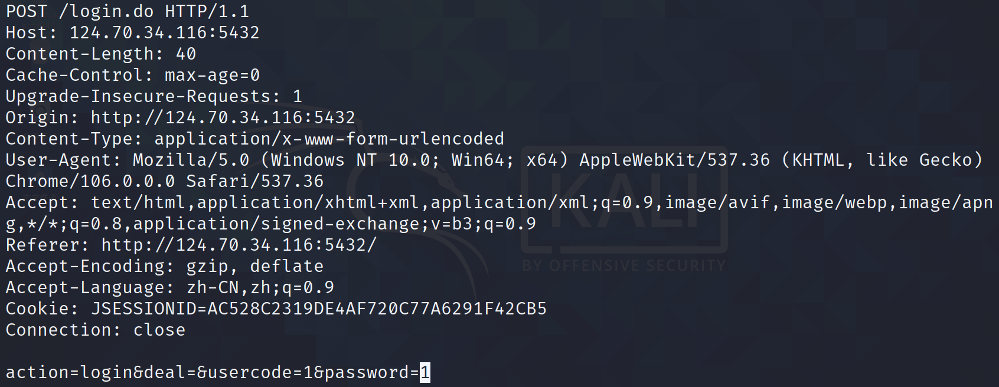 POST /login.do HTTP/1.1
Host: 124.70.34.116:5432
Content-Length: 40
Cache-Control: max-age=0
Upgrade-Insecure-Requests: 1
Origin: http://124.70.34.116:5432
Content-Type: application/x-www-form-urlencoded
User-Agent: Mozilla/5.0 (Windows NT 10.0; Win64; x64) AppleWebKit/537.36 (KHTML, like Gecko)
Chrome/106.0.0.0 Safari/537.36
Accept: text/html,application/xhtml+xml,application/xml;q=0.9,image/avif,image/webp,image/apn
g,*/*;q=0.8,application/signed-exchange;v=b3;q=0.9
Referer: http://124.70.34.116:5432/
Accept-Encoding: gzip, deflate
Accept-Language: zh-CN,zh;q=0.9
Cookie: JSESSIONID=AC528C2319DE4AF720C77A6291F42CB5
Connection: close
action=login&deal=&usercode=1&password=1
KALI
BY OFFENSIVE SECURITY